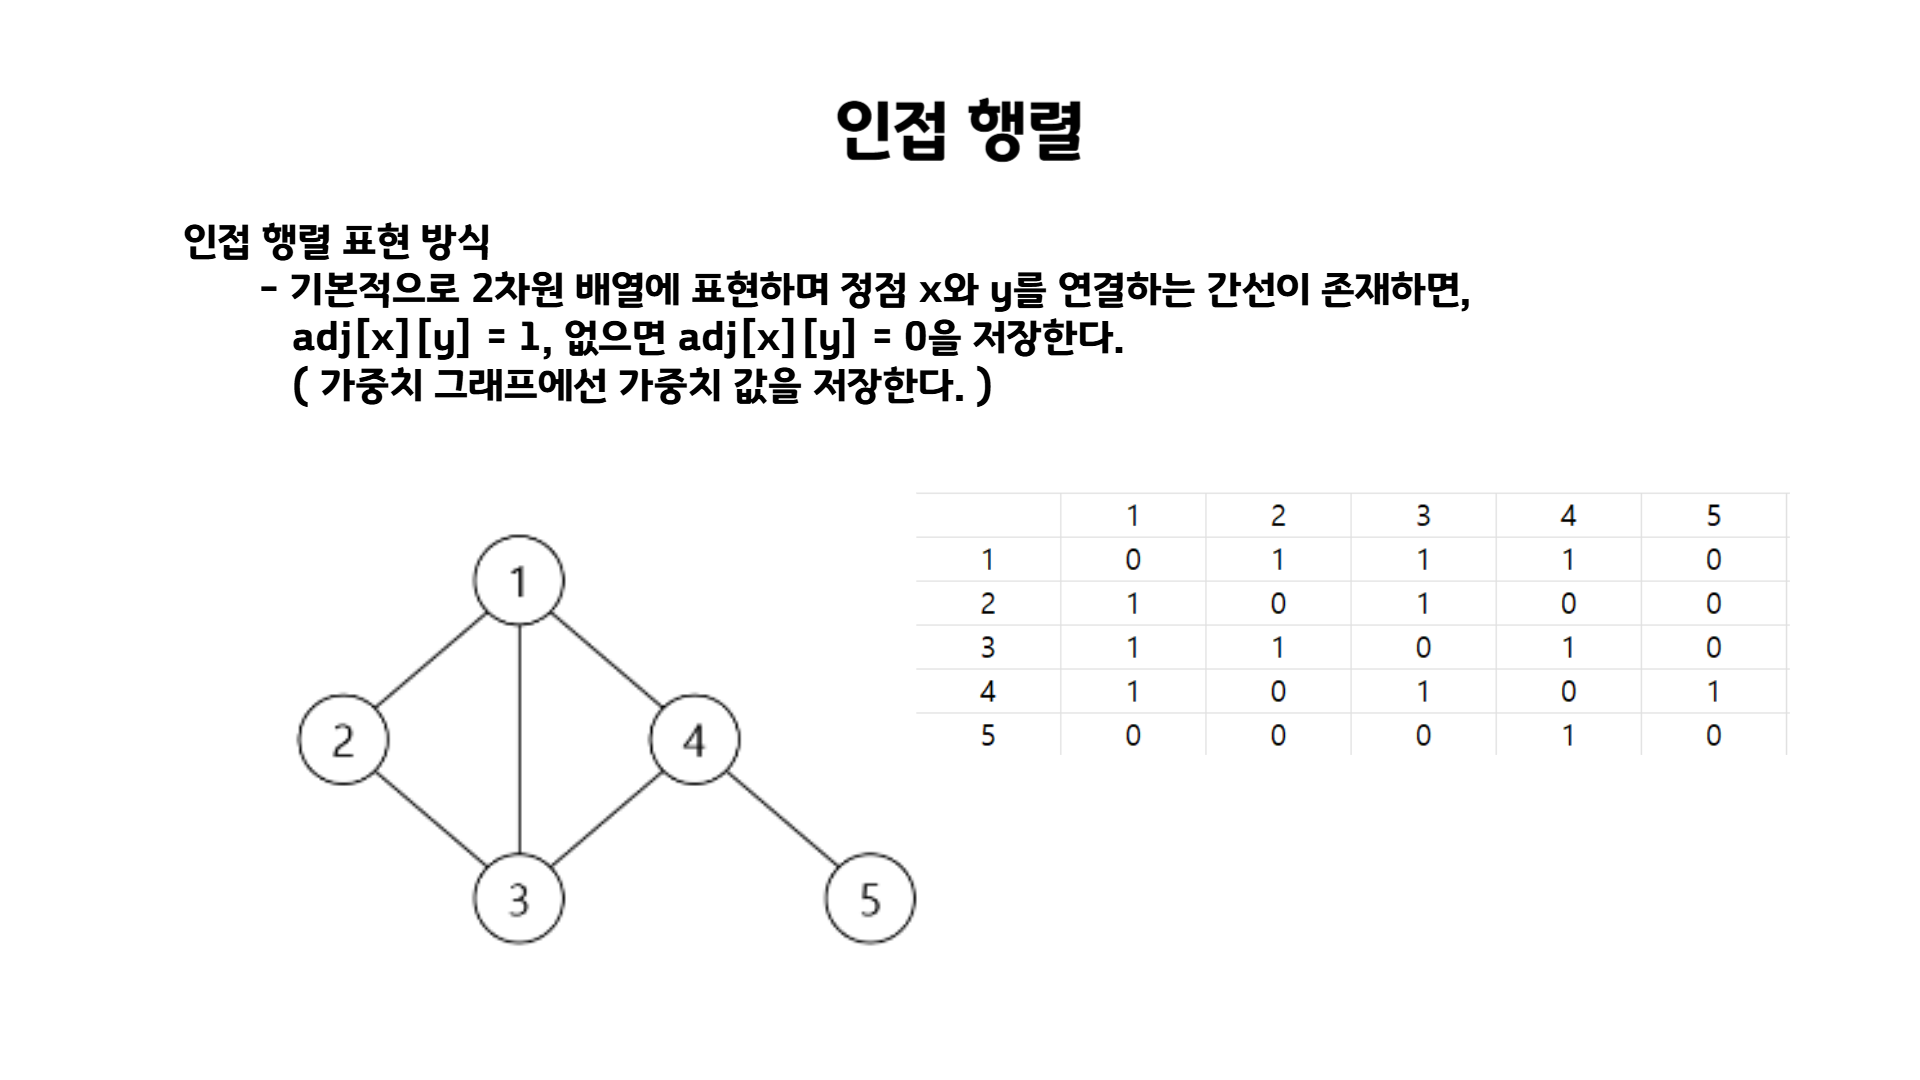 인접 행렬
인접 행렬 표현 방식
- 기본적으로 2차원 배열에 표현하며 정점 x와 y를 연결하는 간선이 존재하면,
adj[x][y] = 1, 없으면 adj[x][y] = 0을 저장한다.
( 가중치 그래프에선 가중치 값을 저장한다. )
1
2 4
3 5
1 2 3 4 5
1 0 1 1 1 0
2 1 0 1 0 0
3 1 1 0 1 0
4 1 0 1 0 1
5 0 0 0 1 0